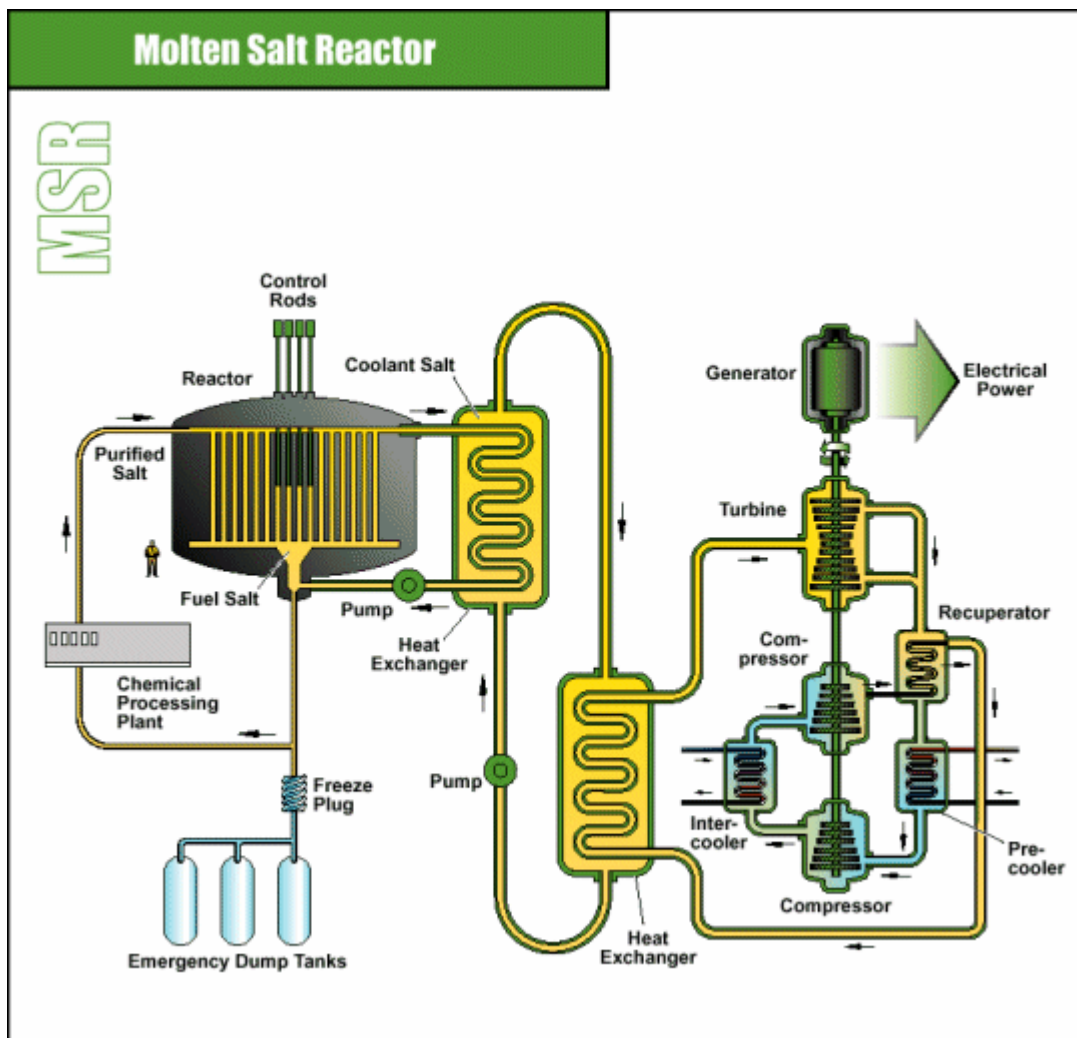 Molten Salt Reactor
MSR
Control
Rods
Reactor
Coolant Salt
Purified
Salt
Fuel Salt
Pump
Heat
Exchanger
Chemical
Processing
Plant
Freeze
Plug
Emergency Dump Tanks
Pump
Heat
Exchanger
Generator
Electrical
Power
Turbine
Recuperator
Com-
pressor
Inter-
cooler
Pre-
cooler
Compressor